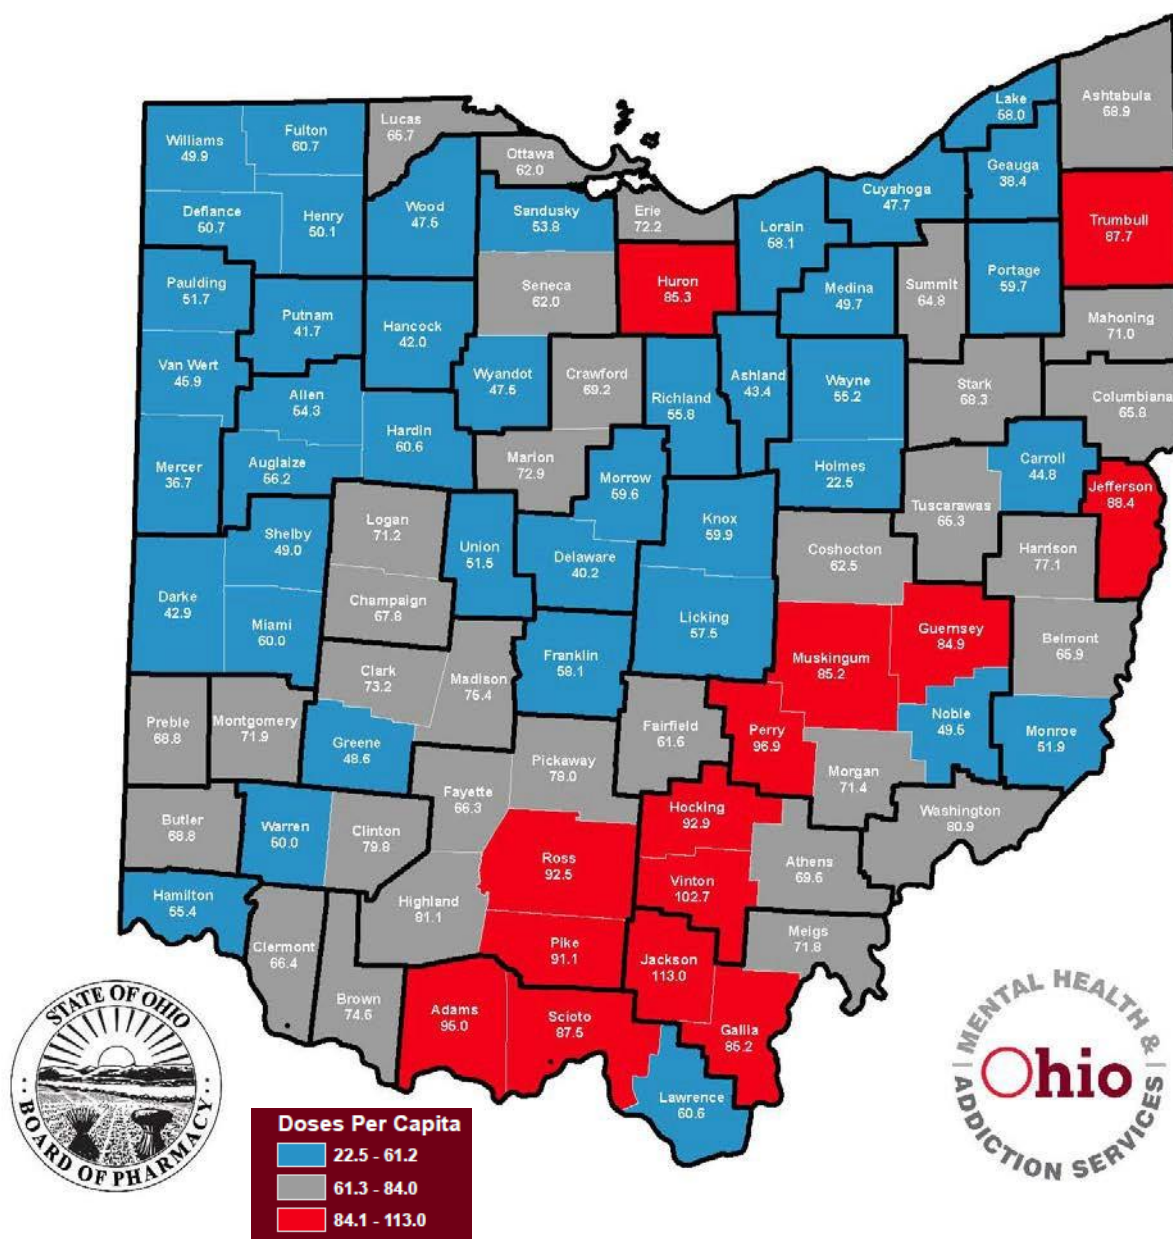 Ashtabula
68.9
Lake
58.0
Lucas
65.7
Fulton
60.7
Williams
49.9
Ottawa
62.0
Geauga
38.4
Cuyahoga
47.7
Wood
47.5
Sandusky
53.8
Erie
72.2
Defiance
60.7
Henry
50.1
Lorain
58.1
Trumbull
87.7
Paulding
51.7
Seneca
62.0
Huron
85.3
Medina
49.7
Summit
64.8
Portage
59.7
Putnam
41.7
Hancock
42.0
Mahoning
71.0
Van Wert
45.9
Wyandot
47.5
Crawford
69.2
Ashland
43.4
Wayne
55.2
Stark
68.3
Allen
54.3
Richland
55.8
Columbiana
65.8
Hardin
60.6
Mercer
36.7
Auglaize
56.2
Marion
72.9
Morrow
59.6
Holmes
22.5
Carroll
44.8
Jefferson
88.4
Tuscarawas
65.3
Logan
71.2
Shelby
49.0
Union
51.5
Knox
59.9
Delaware
40.2
Coshocton
62.5
Harrison
77.1
Darke
42.9
Champaign
67.8
Miami
60.0
Licking
57.5
Guernsey
84.9
Belmont
65.9
Franklin
58.1
Muskingum
85.2
Clark
73.2
Madison
76.4
Preble
68.8
Montgomery
71.9
Fairfield
61.6
Perry
96.9
Noble
49.5
Monroe
51.9
Greene
48.6
Pickaway
79.0
Morgan
71.4
Fayette
66.3
Hocking
92.9
Washington
80.9
Butler
68.8
Warren
50.0
Clinton
79.8
Ross
92.5
Vinton
102.7
Athens
69.6
Hamilton
55.4
Highland
81.1
Clermont
66.4
Pike
91.1
Jackson
113.0
Meigs
71.8
Brown
74.6
Adams
95.0
Scioto
87.5
Gallia
85.2
Lawrence
60.6
STATE OF OHIO
BOARD OF PHARMACY
MENTAL HEALTH &
Ohio
ADDICTION SERVICES
Doses Per Capita
22.5 - 61.2
61.3 - 84.0
84.1 - 113.0